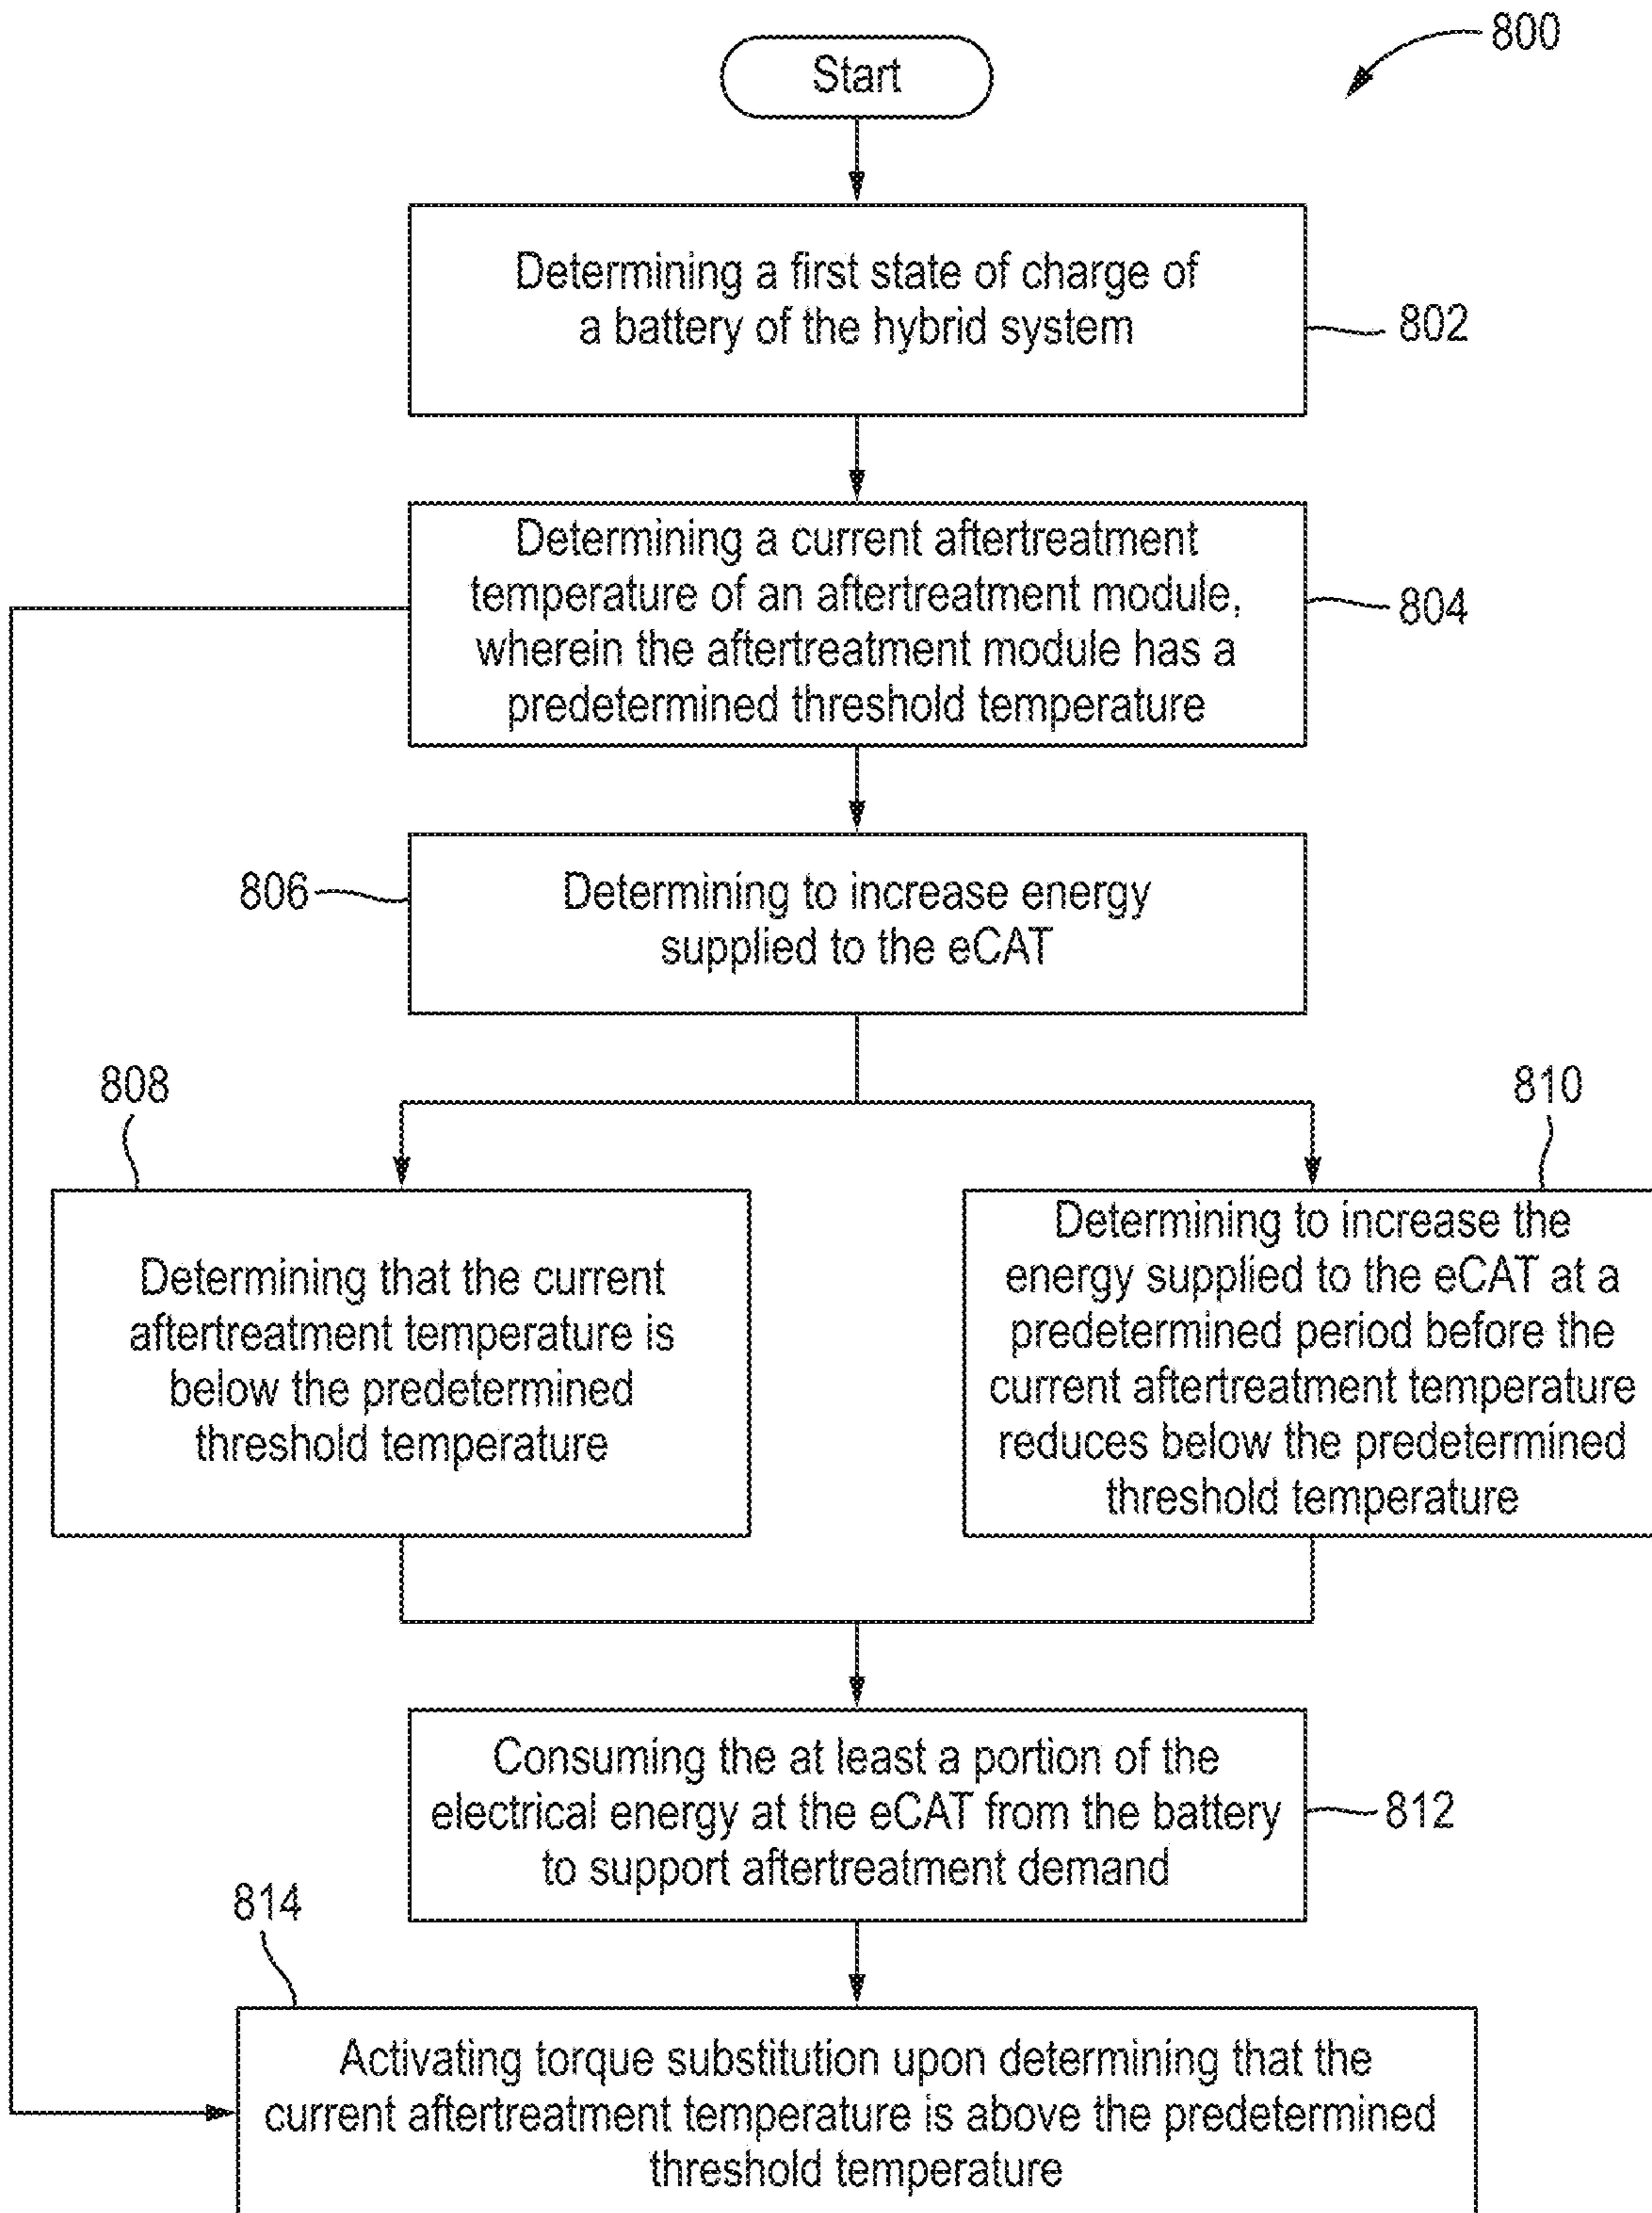 800
Start
Determining a first state of charge of
a battery of the hybrid system
802
Determining a current aftertreatment
temperature of an aftertreatment module,
wherein the aftertreatment module has a
predetermined threshold temperature
804
806
Determining to increase energy
supplied to the eCAT
808
810
Determining that the current
aftertreatment temperature is
below the predetermined
threshold temperature
Determining to increase the
energy supplied to the eCAT at a
predetermined period before the
current aftertreatment temperature
reduces below the predetermined
threshold temperature
Consuming the at least a portion of the
electrical energy at the eCAT from the battery
to support aftertreatment demand
812
814
Activating torque substitution upon determining that the
current aftertreatment temperature is above the predetermined
threshold temperature